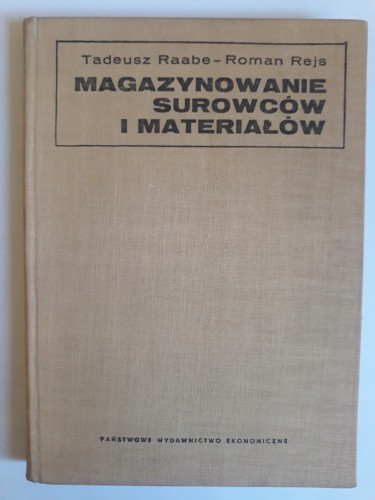 Tadeusz Raabe – Roman Rejs
MAGAZYNOWANIE
SUROWCÓW
I MATERIAŁÓW
PAŃSTWOWE WYDAWNICTWO EKONOMICZNE